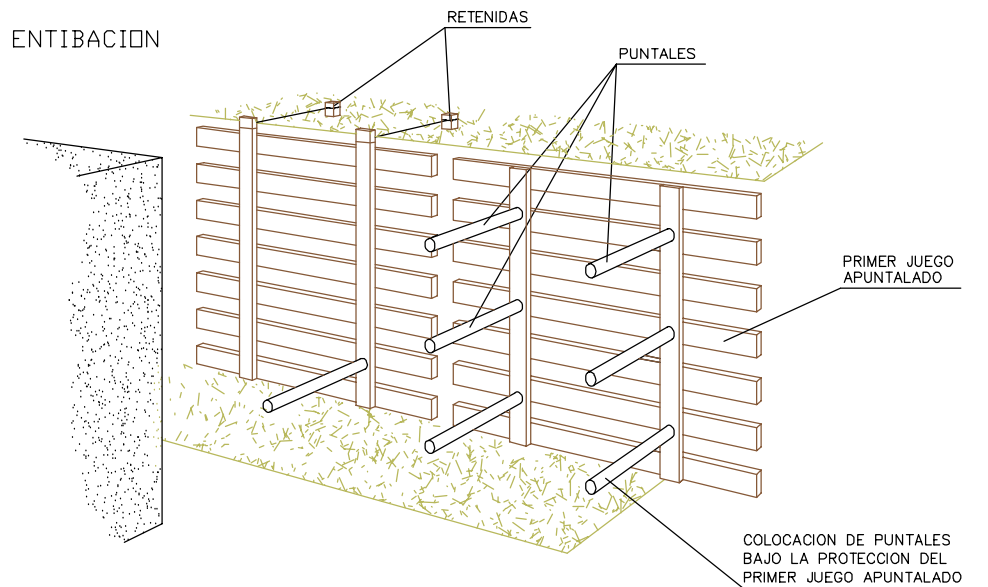 ENTIBACION
RETENIDAS
PUNTALES
PRIMER JUEGO
APUNTALADO
COLOCACION DE PUNTALES
BAJO LA PROTECCION DEL
PRIMER JUEGO APUNTALADO